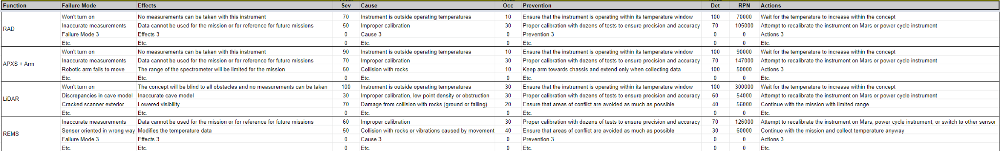 Function Failure Mode Effects Sev Cause Occ Prevention Det RPN Actions
Won't turn on No measurements can be taken with this instrument 70 Instrument is outside operating temperatures 10 Ensure that the instrument is operating within its temperature window 100 70000 Wait for the temperature to increase within the concept
RAD Inaccurate measurements Data cannot be used for the mission or for reference for future missions 50 Improper calibration 30 Proper calibration with dozens of tests to ensure precision and accuracy 70 105000 Attempt to recalibrate the instrument on Mars or power cycle instrument
Failure Mode 3 Effects 3 0 Cause 3 0 Prevention 3 0 0 Actions 3
Etc. Etc. 0 Etc. 0 Etc. 0 0 Etc.
Won't turn on No measurements can be taken with this instrument 90 Instrument is outside operating temperatures 10 Ensure that the instrument is operating within its temperature window 100 90000 Wait for the temperature to increase within the concept
APXS + Arm Inaccurate measurements Data cannot be used for the mission or for reference for future missions 70 Improper calibration 30 Proper calibration with dozens of tests to ensure precision and accuracy 70 147000 Attempt to recalibrate the instrument on Mars or power cycle instrument
Robotic arm fails to move The range of the spectrometer will be limited for the mission 50 Collision with rocks 10 Keep arm towards chassis and extend only when collecting data 100 50000 Actions 3
Etc. Etc. 0 Etc. 0 Etc. 0 0 Etc.
Won't turn on The concept will be blind to all obstacles and no measurements can be taken 100 Instrument is outside operating temperatures 30 Ensure that the instrument is operating within its temperature window 100 300000 Wait for the temperature to increase within the concept
LiDAR Discrepancies in cave model Inaccurate cave model 30 Improper calibration, low point density or obstruction 30 Proper calibration with dozens of tests to ensure precision and accuracy 60 54000 Attempt to recalibrate the instrument on Mars or power cycle instrument
Cracked scanner exterior Lowered visibility 70 Damage from collision with rocks (ground or falling) 20 Ensure that areas of conflict are avoided as much as possible 40 56000 Continue with the mission with limited range
Etc. Etc. 0 Etc. 0 Etc. 0 0 Etc.
Inaccurate measurements Data cannot be used for the mission or for reference for future missions 60 Improper calibration 30 Proper calibration with dozens of tests to ensure precision and accuracy 70 126000 Attempt to recalibrate the instrument on Mars, power cycle instrument, or switch to other sensor
REMS Sensor oriented in wrong way Modifies the temperature data 50 Collision with rocks or vibrations caused by movement 40 Ensure that areas of conflict are avoided as much as possible 30 60000 Continue with the mission and collect temperature anyway
Failure Mode 3 Effects 3 0 Cause 3 0 Prevention 3 0 0 Actions 3
Etc. Etc. 0 Etc. 0 Etc. 0 0 Etc.